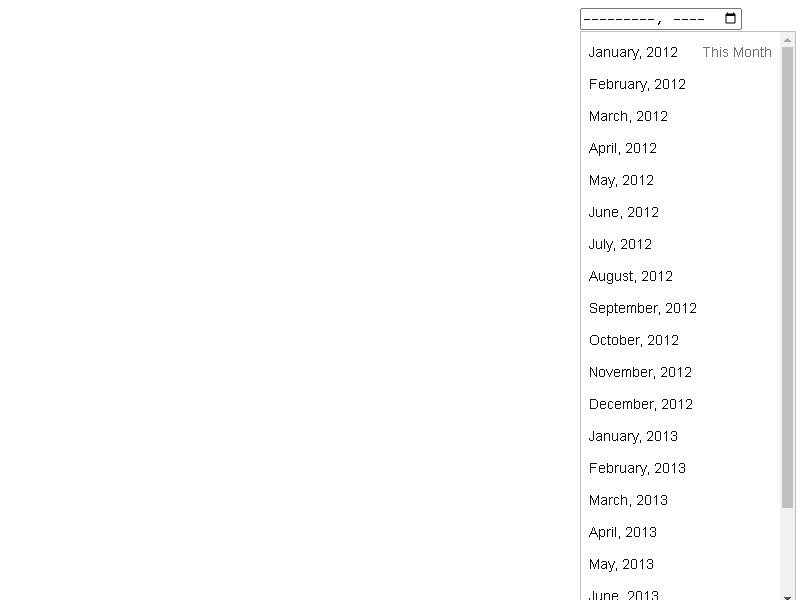 ---------, ----
January, 2012 This Month
February, 2012
March, 2012
April, 2012
May, 2012
June, 2012
July, 2012
August, 2012
September, 2012
October, 2012
November, 2012
December, 2012
January, 2013
February, 2013
March, 2013
April, 2013
May, 2013
June, 2013